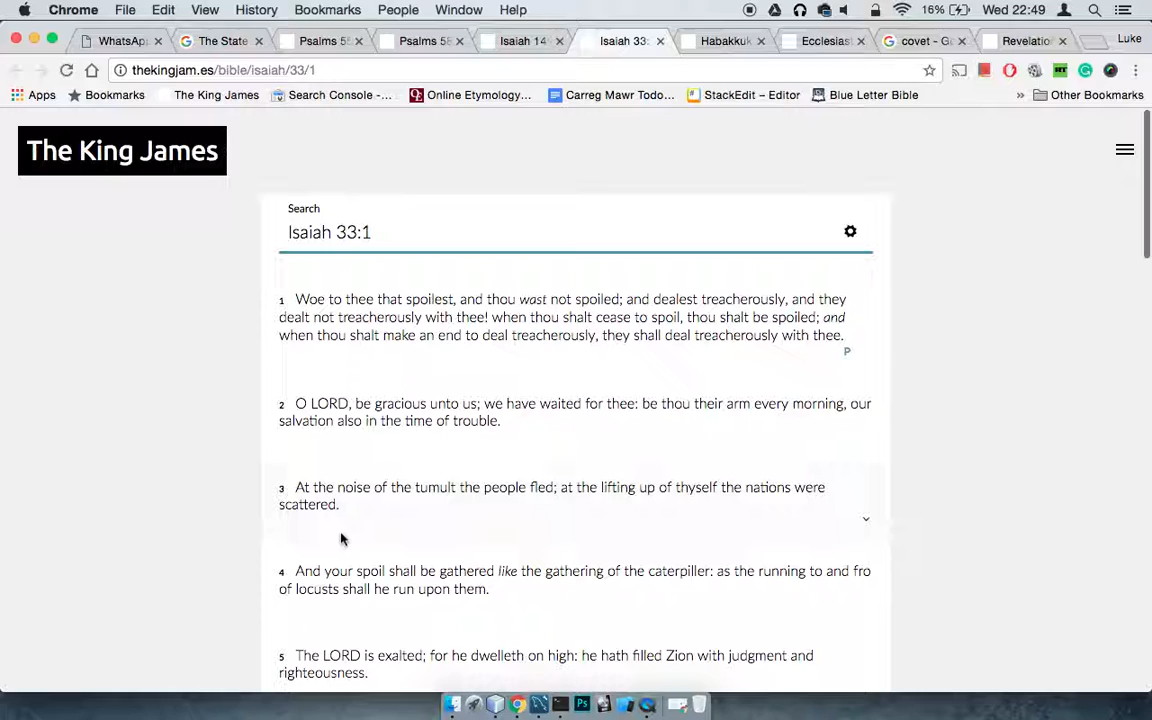 Chrome File Edit View History Bookmarks People Window Help 16% Wed 22:49 Luke
WhatsAp The State Psalms 55 Psalms 55 Isaiah 14 Isaiah 33: Habakkuk Ecclesiast covet - G Revelatio Luke
thekingjam.es/bible/isaiah/33/1
Apps Bookmarks The King James Search Console -... Online Etymology... Carreg Mawr Todo... StackEdit – Editor Blue Letter Bible » Other Bookmarks
The King James
Search
Isaiah 33:1
1 Woe to thee that spoilest, and thou wast not spoiled; and dealest treacherously, and they
dealt not treacherously with thee! when thou shalt cease to spoil, thou shalt be spoiled; and
when thou shalt make an end to deal treacherously, they shall deal treacherously with thee.
P
2 O LORD, be gracious unto us; we have waited for thee: be thou their arm every morning, our
salvation also in the time of trouble.
3 At the noise of the tumult the people fled; at the lifting up of thyself the nations were
scattered.
4 And your spoil shall be gathered like the gathering of the caterpiller: as the running to and fro
of locusts shall he run upon them.
5 The LORD is exalted; for he dwelleth on high: he hath filled Zion with judgment and
righteousness.